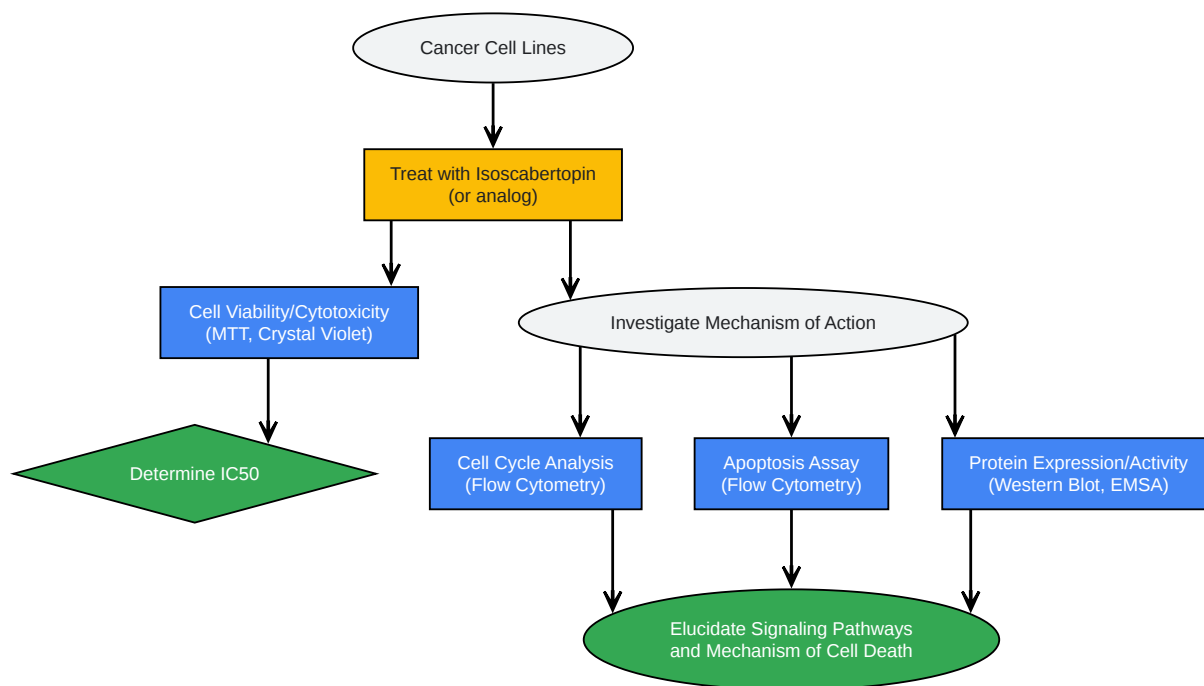 Cancer Cell Lines
Treat with Isoscabertopin
(or analog)
Cell Viability/Cytotoxicity
(MTT, Crystal Violet)
Investigate Mechanism of Action
Determine IC50
Cell Cycle Analysis
(Flow Cytometry)
Apoptosis Assay
(Flow Cytometry)
Protein Expression/Activity
(Western Blot, EMSA)
Elucidate Signaling Pathways
and Mechanism of Cell Death